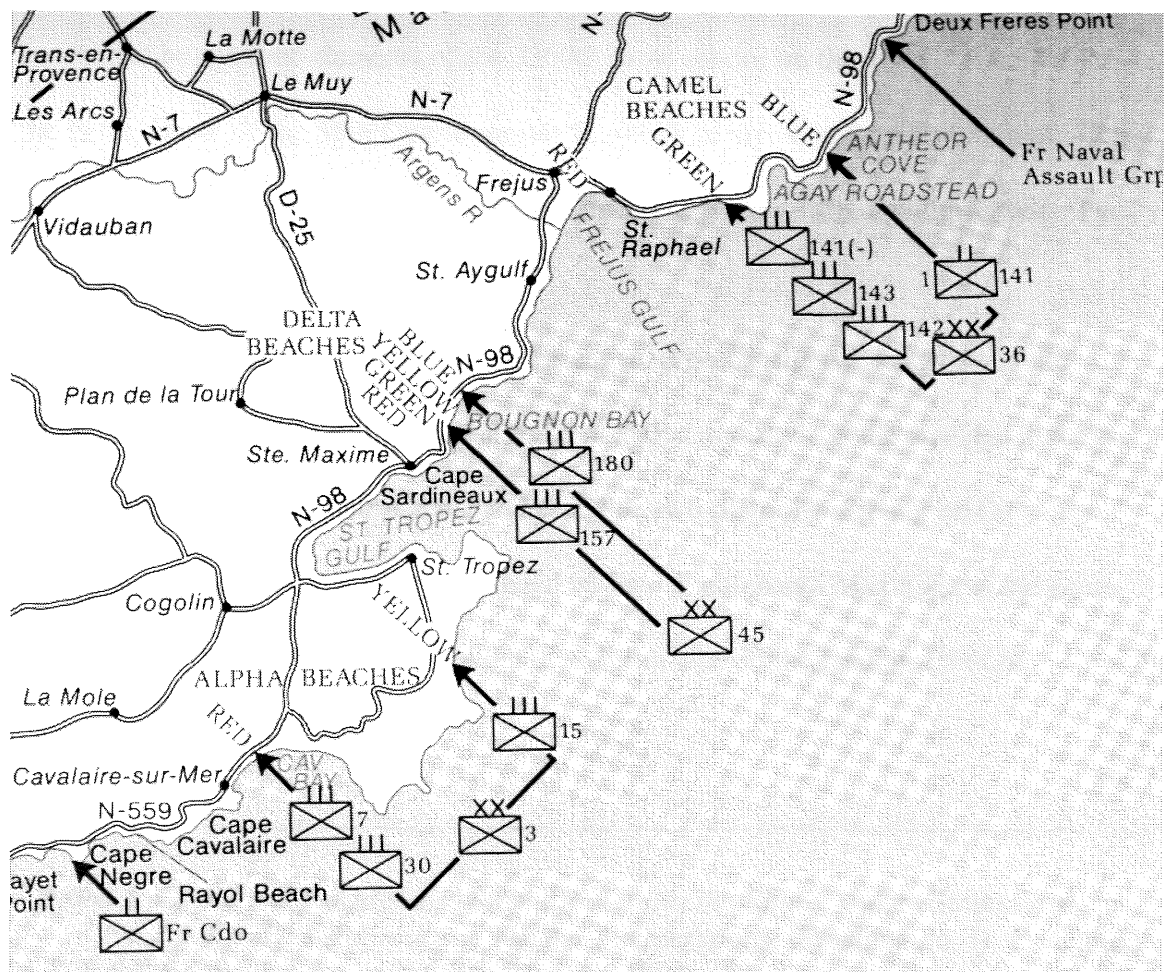 Deux Freres Point
La Motte
Trans-en-
Provence
Le Muy
Les Arcs
N-7
N-7
N-98
CAMEL
BEACHES
BLUE
GREEN
RED
ANTHEOR
COVE
Fr Naval
Assault Grp
Argens R
Frejus
AGAY ROADSTEAD
Vidauban
D-25
St.
Raphael
FREJUS GULF
141(-)
143
142
1
141
XX
36
St. Aygulf
DELTA
BEACHES
BLUE
YELLOW
GREEN
RED
N-98
Plan de la Tour
BOUGNON BAY
Ste. Maxime
180
Cape
Sardineaux
157
N-98
ST. TROPEZ
GULF
St. Tropez
Cogolin
YELLOW
XX
45
ALPHA BEACHES
La Mole
RED
15
Cavalaire-sur-Mer
CAV
BAY
N-559
7
Cape
Cavalaire
XX
3
30
Cape
Negre
Rayol Beach
ayet
oint
Fr Cdo